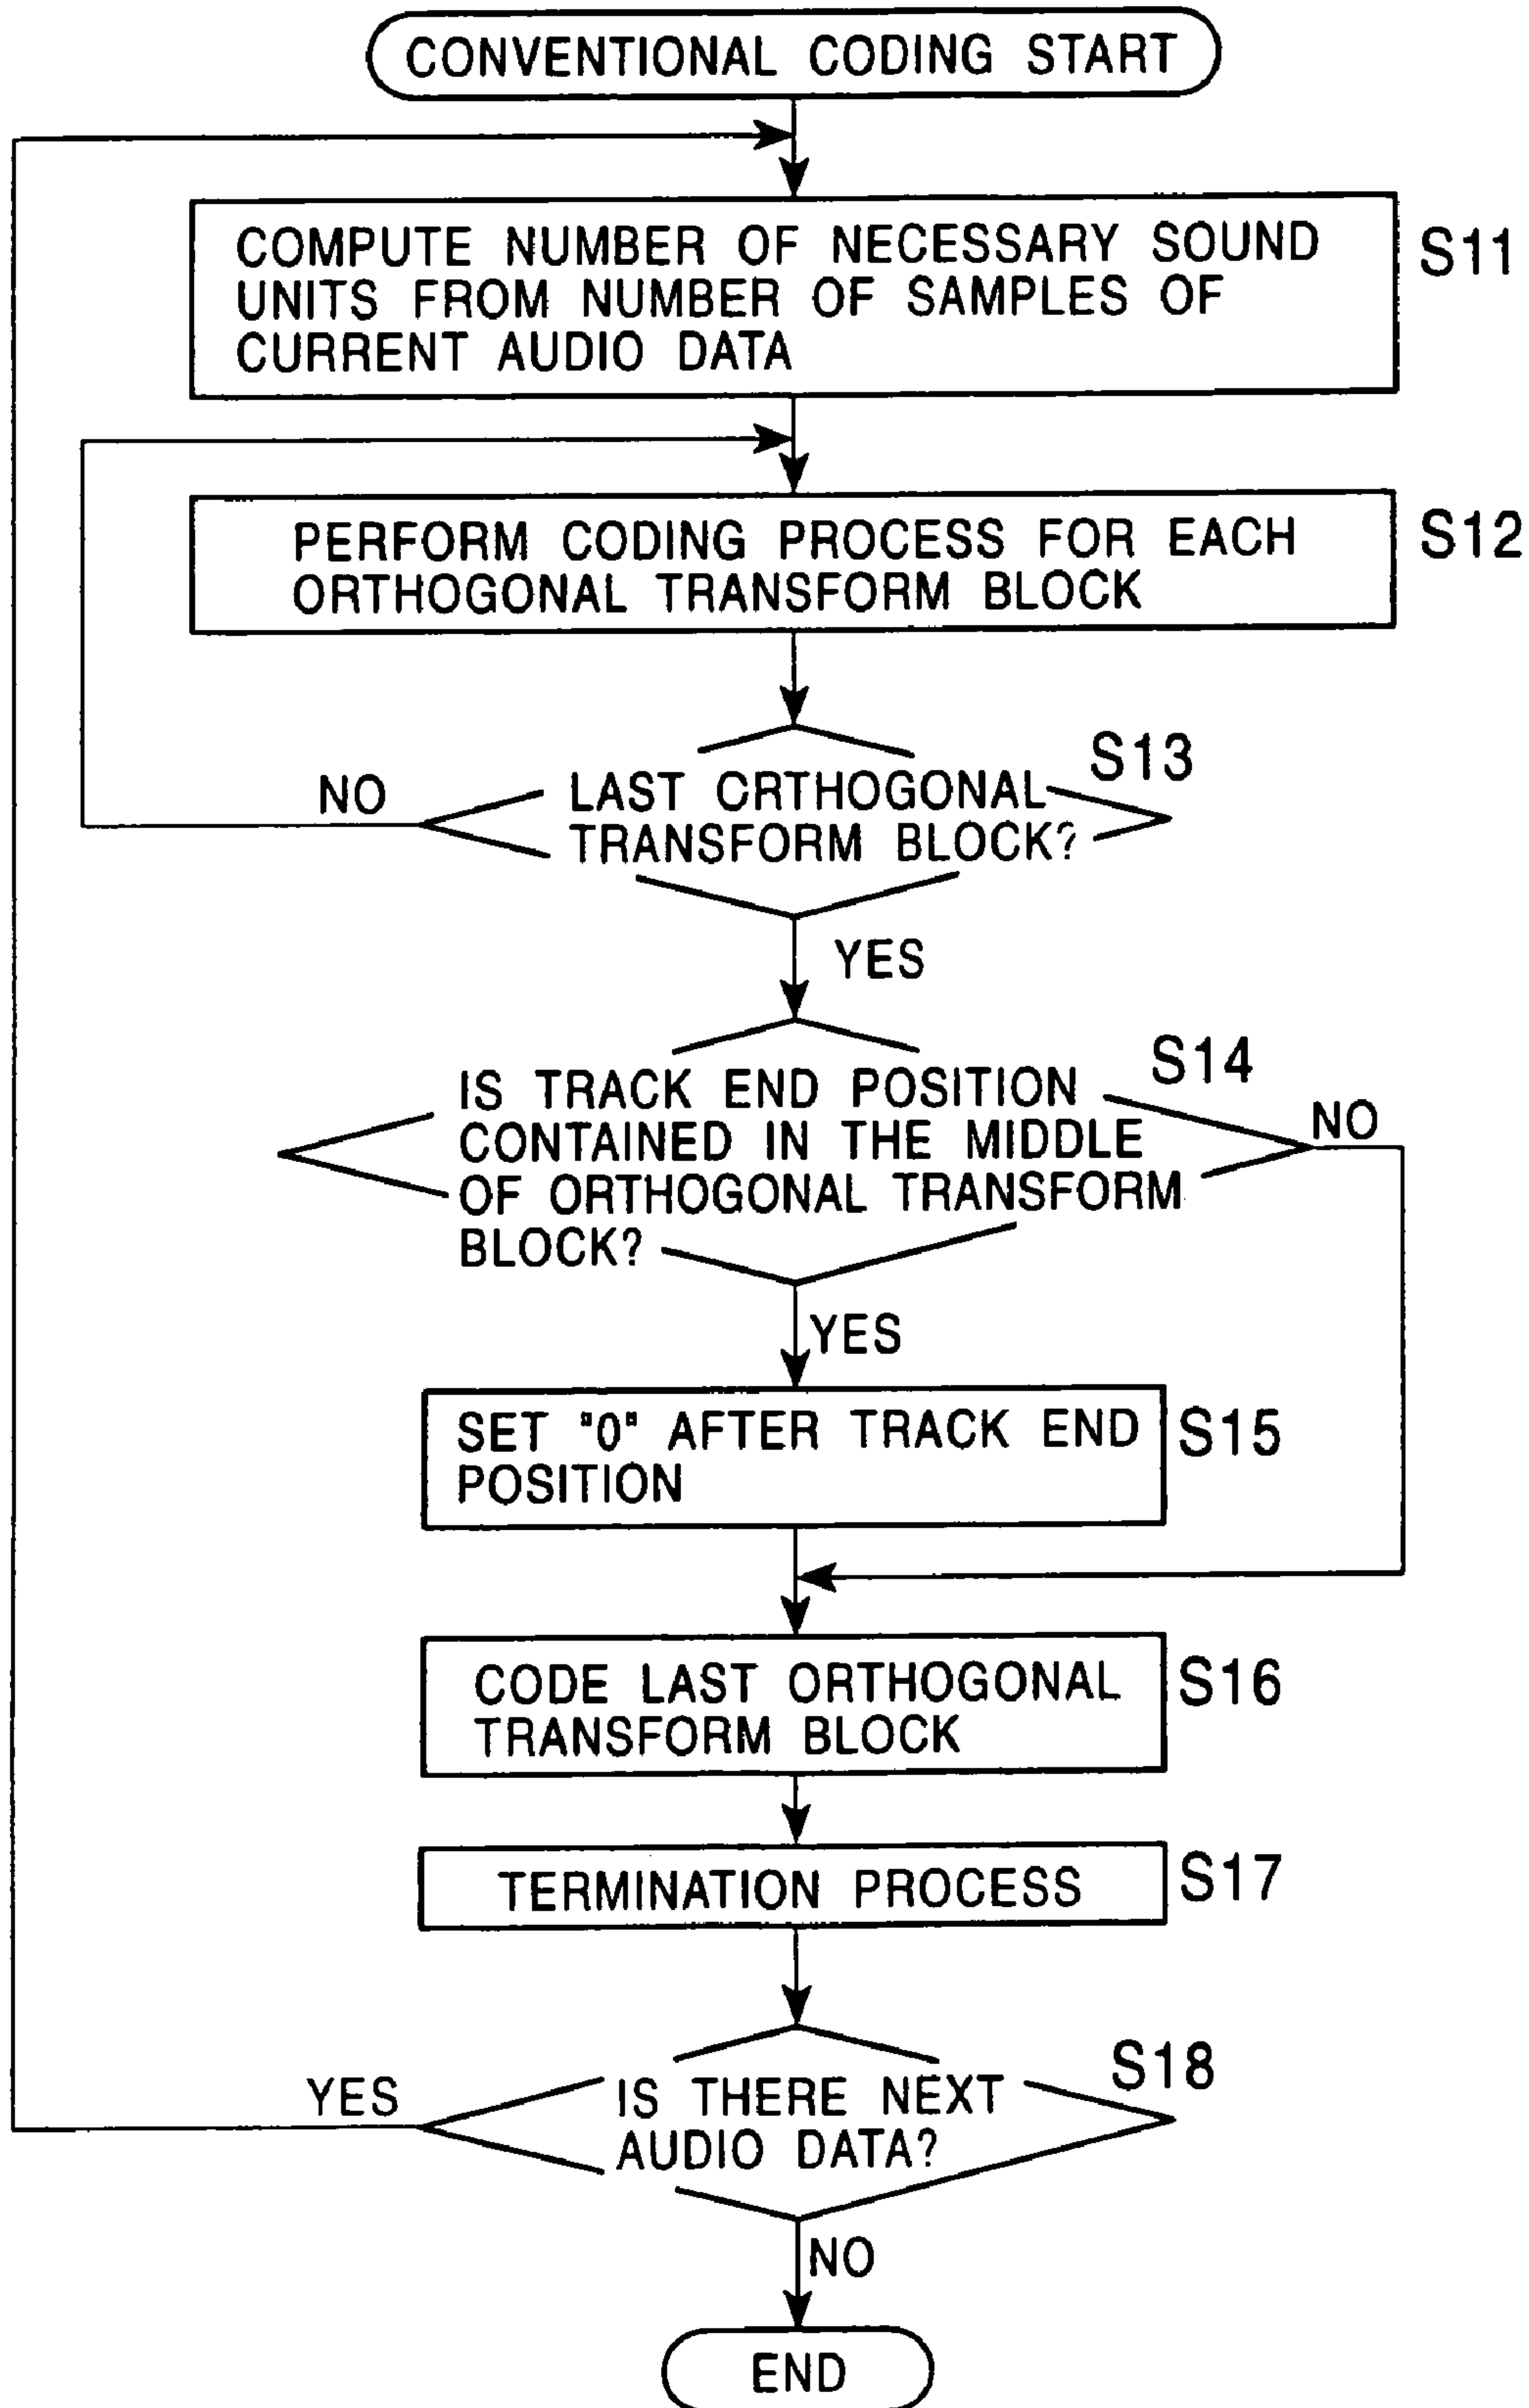 CONVENTIONAL CODING START
COMPUTE NUMBER OF NECESSARY SOUND
UNITS FROM NUMBER OF SAMPLES OF
CURRENT AUDIO DATA
S11
PERFORM CODING PROCESS FOR EACH
ORTHOGONAL TRANSFORM BLOCK
S12
S13
NO
LAST CRTHOGONAL
TRANSFORM BLOCK?
YES
S14
IS TRACK END POSITION
CONTAINED IN THE MIDDLE
OF ORTHOGONAL TRANSFORM
BLOCK?
NO
YES
SET "0" AFTER TRACK END
POSITION
S15
CODE LAST ORTHOGONAL
TRANSFORM BLOCK
S16
TERMINATION PROCESS
S17
S18
YES
IS THERE NEXT
AUDIO DATA?
NO
END